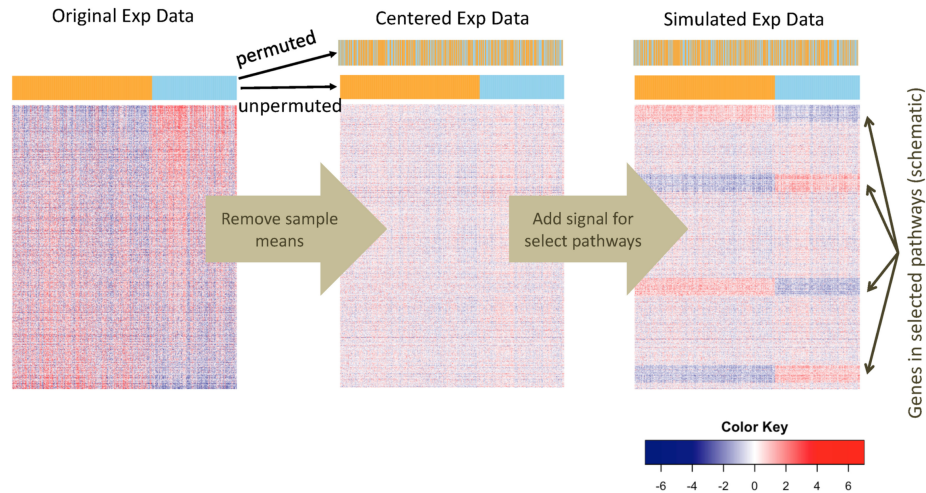 Original Exp Data
Centered Exp Data
Simulated Exp Data
permuted
unpermuted
Remove sample
means
Add signal for
select pathways
Genes in selected pathways (schematic)
Color Key
-6 -4 -2 0 2 4 6